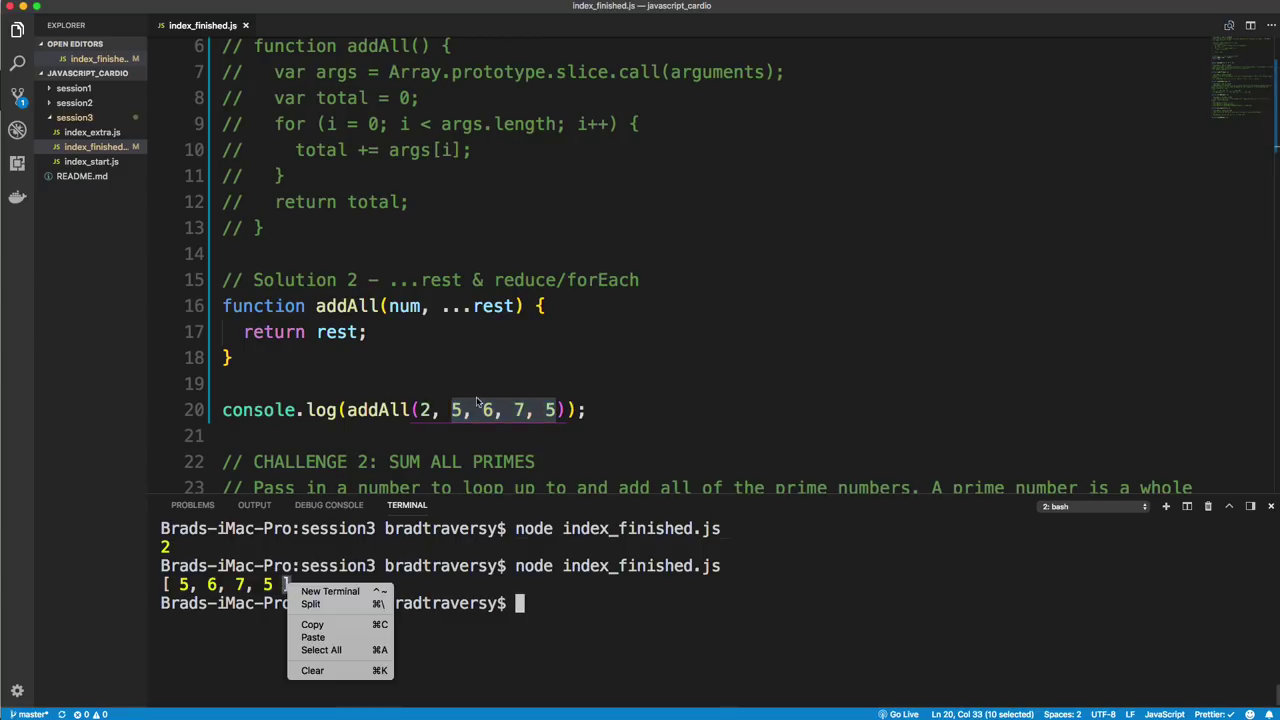 index_finished.js — javascript_cardio
EXPLORER
index_finished.js ×
OPEN EDITORS
index_finishe... M
JAVASCRIPT_CARDIO
session1
session2
session3
index_extra.js
index_finished... M
index_start.js
README.md
1
6 // function addAll() {
7 //   var args = Array.prototype.slice.call(arguments);
8 //   var total = 0;
9 //   for (i = 0; i < args.length; i++) {
10 //     total += args[i];
11 //   }
12 //   return total;
13 // }
14
15 // Solution 2 - ...rest & reduce/forEach
16 function addAll(num, ...rest) {
17   return rest;
18 }
19
20 console.log(addAll(2, 5, 6, 7, 5));
21
22 // CHALLENGE 2: SUM ALL PRIMES
23 // Pass in a number to loop up to and add all of the prime numbers. A prime number is a whole
PROBLEMS OUTPUT DEBUG CONSOLE TERMINAL 2: bash
Brads-iMac-Pro:session3 bradtraversy$ node index_finished.js
2
Brads-iMac-Pro:session3 bradtraversy$ node index_finished.js
[ 5, 6, 7, 5 ]
Brads-iMac-Pro bradtraversy$
New Terminal ⌃~
Split ⌘\
Copy ⌘C
Paste
Select All ⌘A
Clear ⌘K
master* 0 0 Go Live Ln 20, Col 33 (10 selected) Spaces: 2 UTF-8 LF JavaScript Prettier: ✓